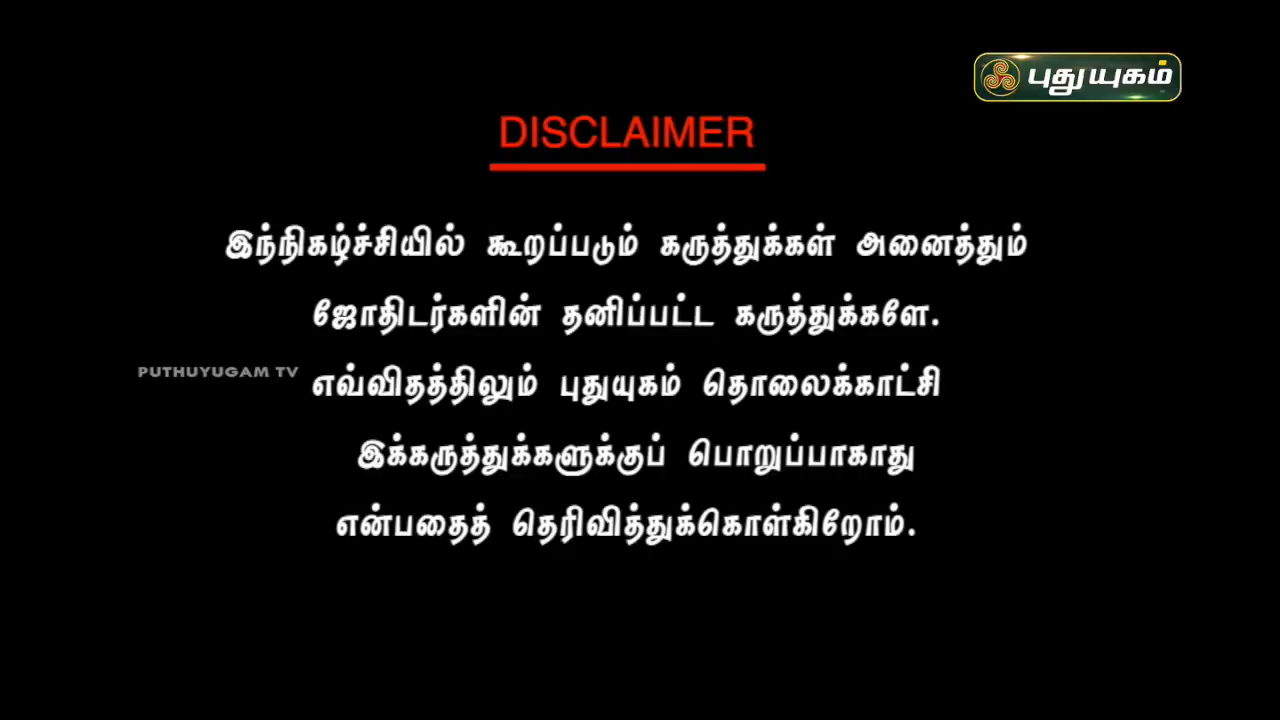 புதுயுகம்
DISCLAIMER
இந்நிகழ்ச்சியில் கூறப்படும் கருத்துக்கள் அனைத்தும்
ஜோதிடர்களின் தனிப்பட்ட கருத்துக்களே.
PUTHUYUGAM TV
எவ்விதத்திலும் புதுயுகம் தொலைக்காட்சி
இக்கருத்துக்களுக்குப் பொறுப்பாகாது
என்பதைத் தெரிவித்துக்கொள்கிறோம்.